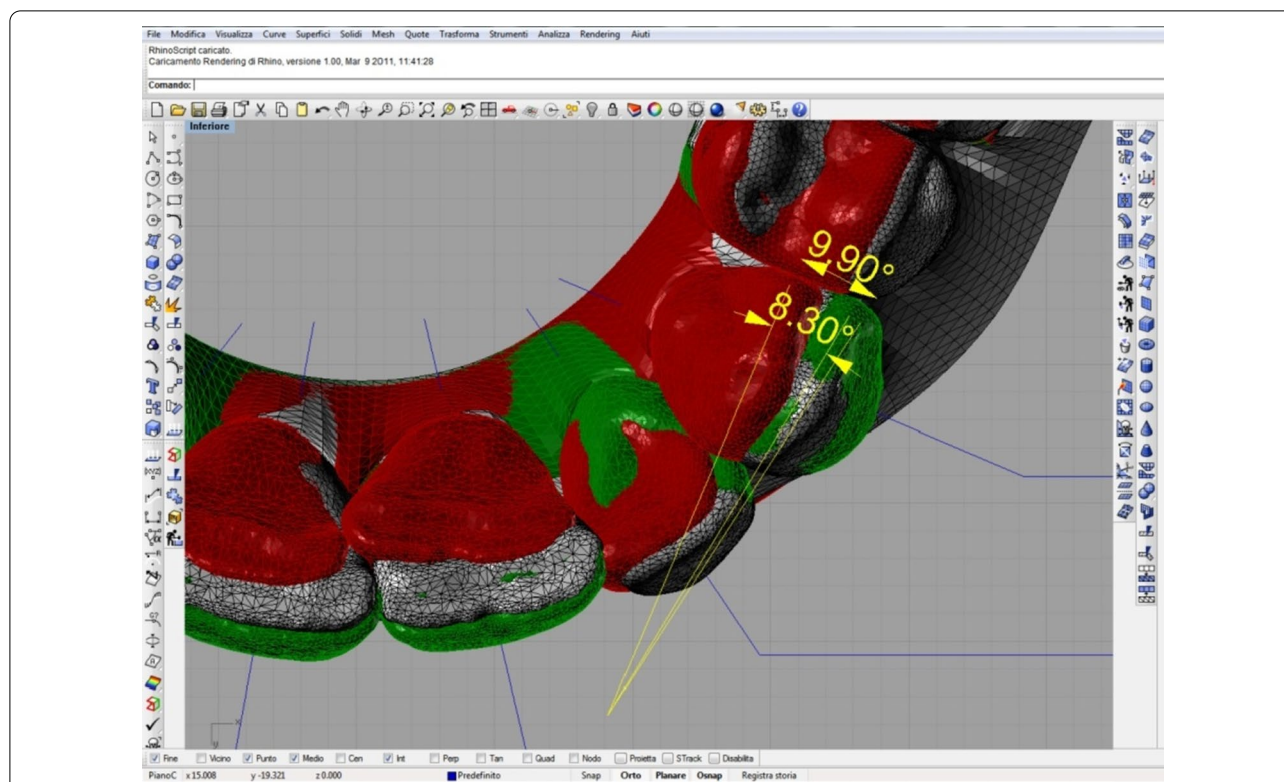 File Modifica Visualizza Curve Superfici Solidi Mesh Quote Trasforma Strumenti Analizza Rendering Aiuti
RhinoScript caricato.
Caricamento Rendering di Rhino, versione 1.00, Mar 9 2011, 11:41:28
Comando:
Inferiore
9.90°
8.30°
Fine Vicino Punto Medio Cen Int Perp Tan Quad Nodo Proietta STrack Disabilita
PianoC x 15.008 y -19.321 z 0.000 Predefinito Snap Orto Planare Osnap Registra storia